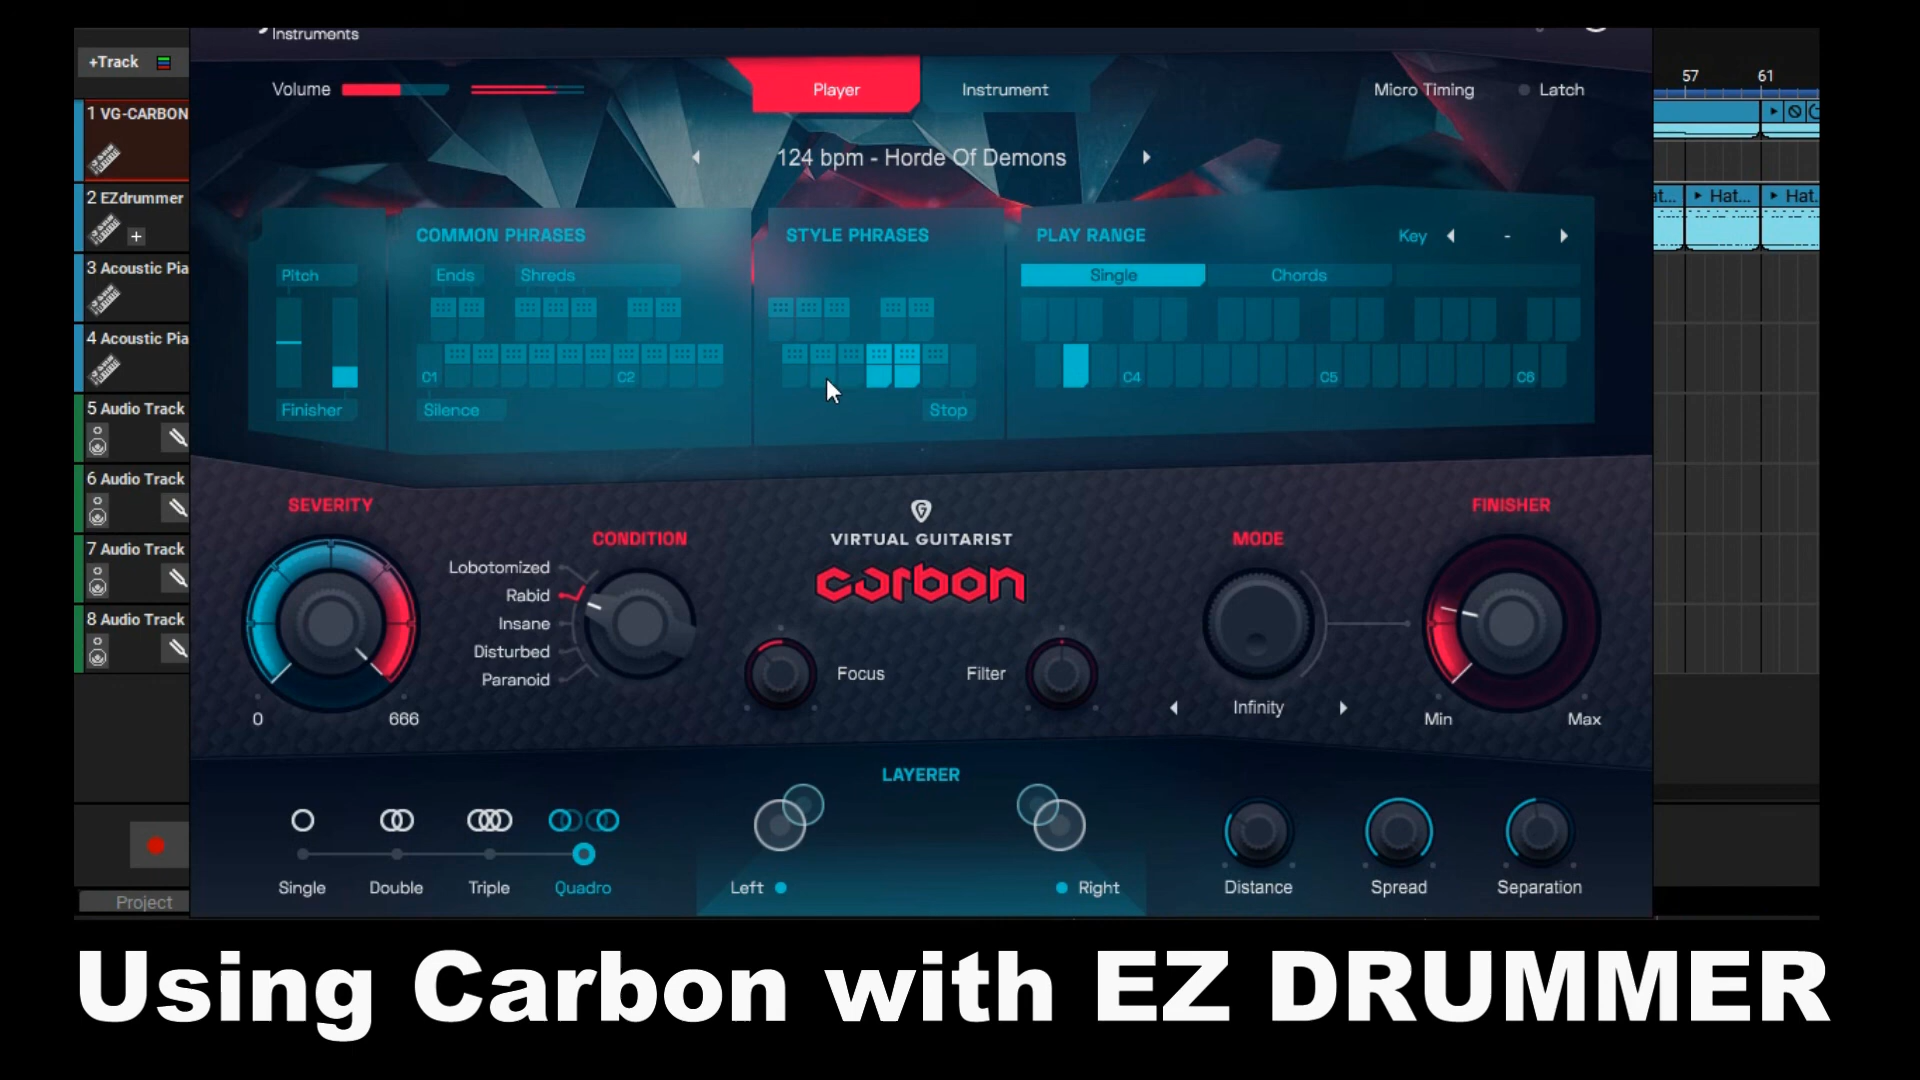 Instruments
+Track
57
61
Volume
Player
Instrument
Micro Timing
Latch
1 VG-CARBON
124 bpm - Horde Of Demons
2 EZdrummer
Hat...
Hat.
COMMON PHRASES
STYLE PHRASES
PLAY RANGE
Key
-
Pitch
Ends
Shreds
Single
Chords
3 Acoustic Pia
4 Acoustic Pia
C1
C2
C4
C5
C6
Finisher
Silence
Stop
5 Audio Track
6 Audio Track
7 Audio Track
8 Audio Track
SEVERITY
0
666
CONDITION
Lobotomized
Rabid
Insane
Disturbed
Paranoid
G
VIRTUAL GUITARIST
carbon
Focus
Filter
MODE
Infinity
FINISHER
Min
Max
LAYERER
Single
Double
Triple
Quadro
Left
Right
Distance
Spread
Separation
Project
Using Carbon with EZ DRUMMER